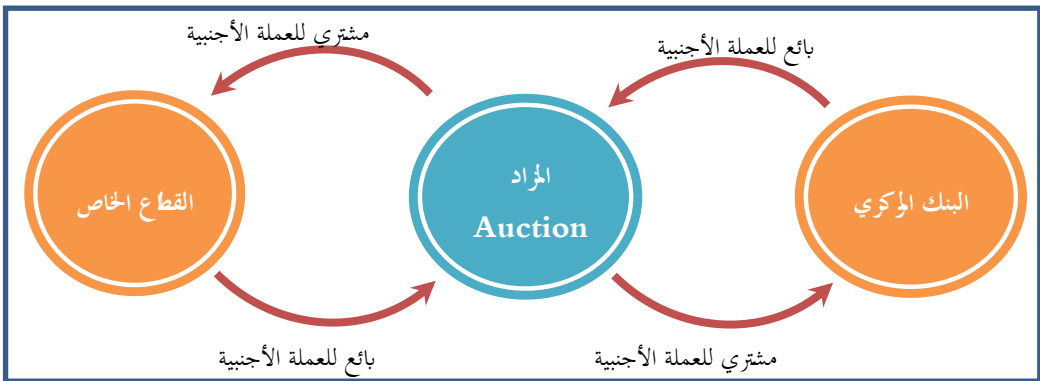 بائع للعملة الأجنبية
مشتري للعملة الأجنبية
البنك المركزي
المزاد
Auction
القطاع الخاص
مشتري للعملة الأجنبية
بائع للعملة الأجنبية